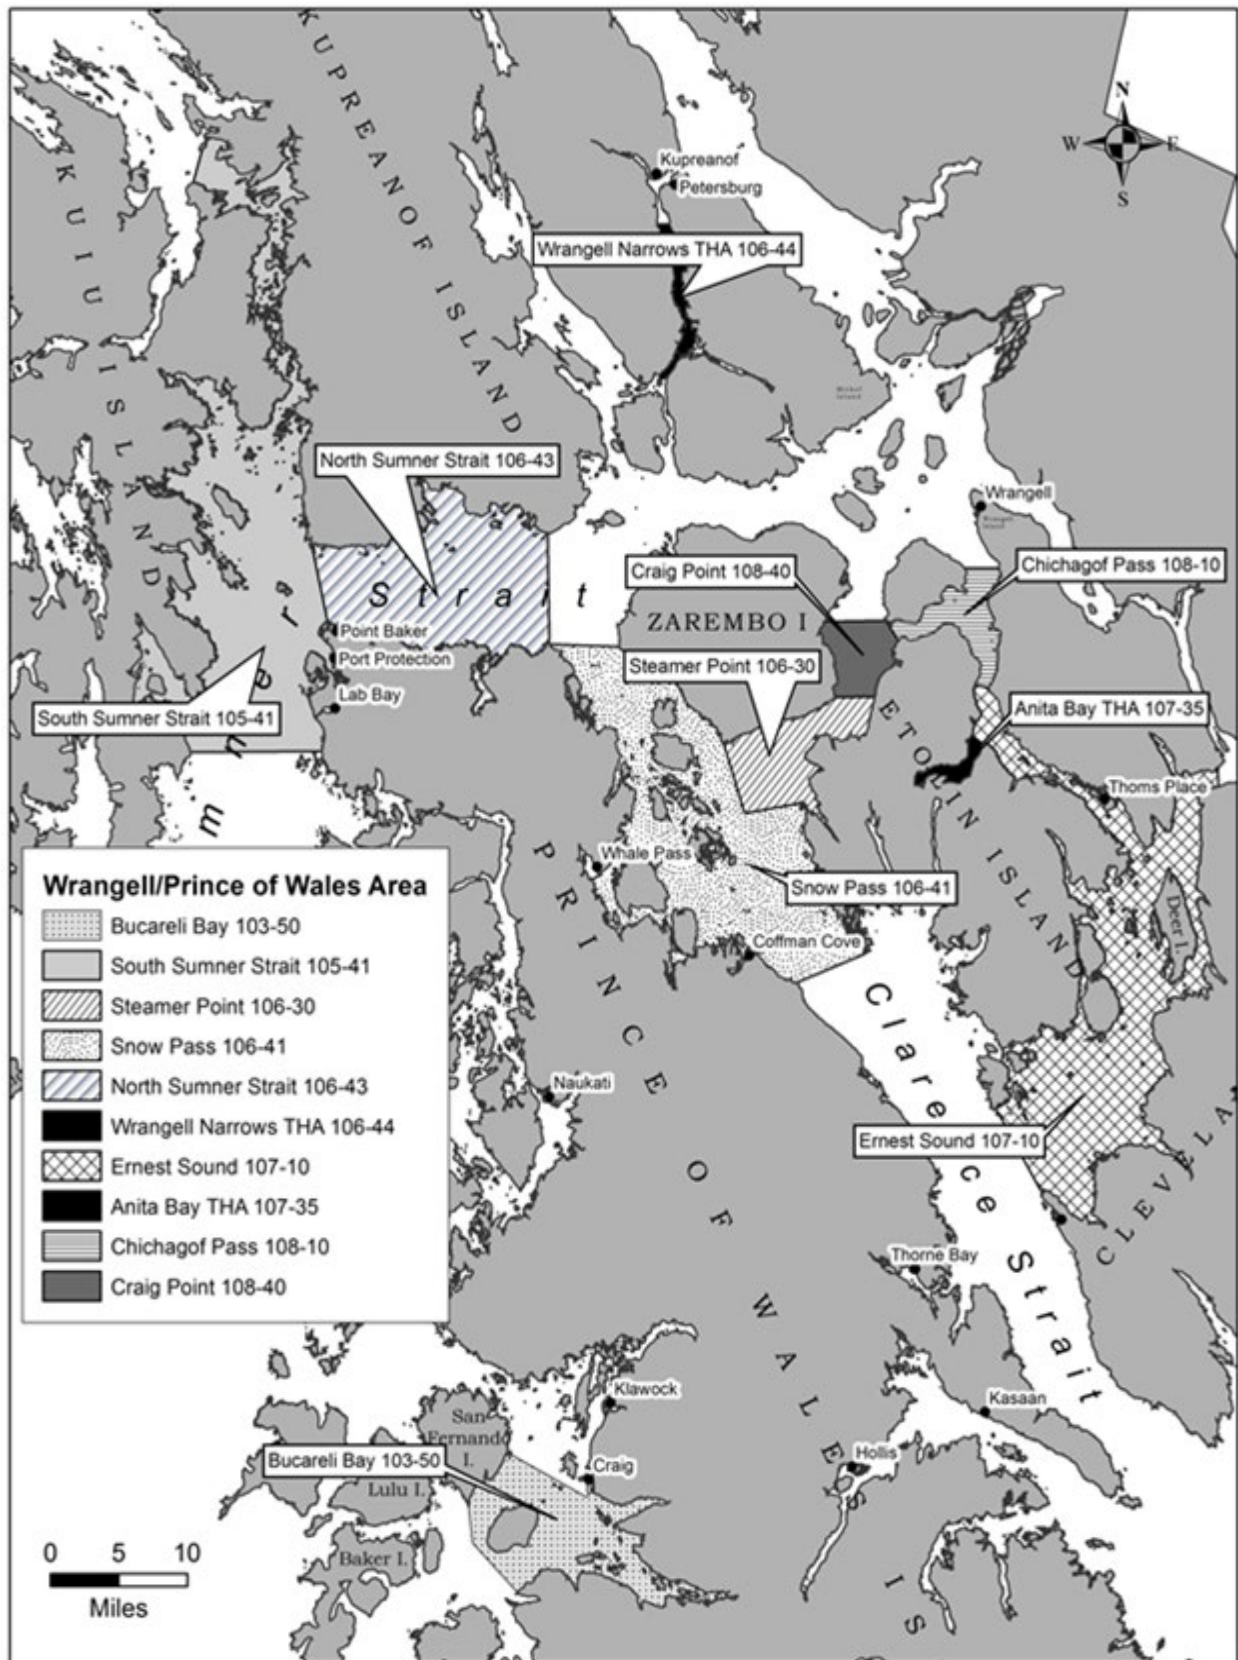 KUPREANOF ISLAND
KUIU ISLAND
N
W
E
S
Kupreanof
Petersburg
Wrangell Narrows THA 106-44
Mitkof
Island
North Sumner Strait 106-43
Wrangell
Wrangell
Island
Craig Point 108-40
Chichagof Pass 108-10
Strait
ZAREMBO I
Point Baker
Port Protection
Steamer Point 106-30
Lab Bay
South Sumner Strait 105-41
Anita Bay THA 107-35
ETOLIN ISLAND
Thoms Place
mner
Whale Pass
Snow Pass 106-41
Deer I.
Coffman Cove
PRINCE OF WALES IS
Clarence Strait
Wrangell/Prince of Wales Area
Bucareli Bay 103-50
South Sumner Strait 105-41
Steamer Point 106-30
Snow Pass 106-41
North Sumner Strait 106-43
Wrangell Narrows THA 106-44
Ernest Sound 107-10
Anita Bay THA 107-35
Chichagof Pass 108-10
Craig Point 108-40
Naukati
Ernest Sound 107-10
CLEVELA
Thorne Bay
Klawock
Kasaan
San
Fernando
I.
Hollis
Bucareli Bay 103-50
Craig
Lulu I.
Baker I.
0 5 10
Miles